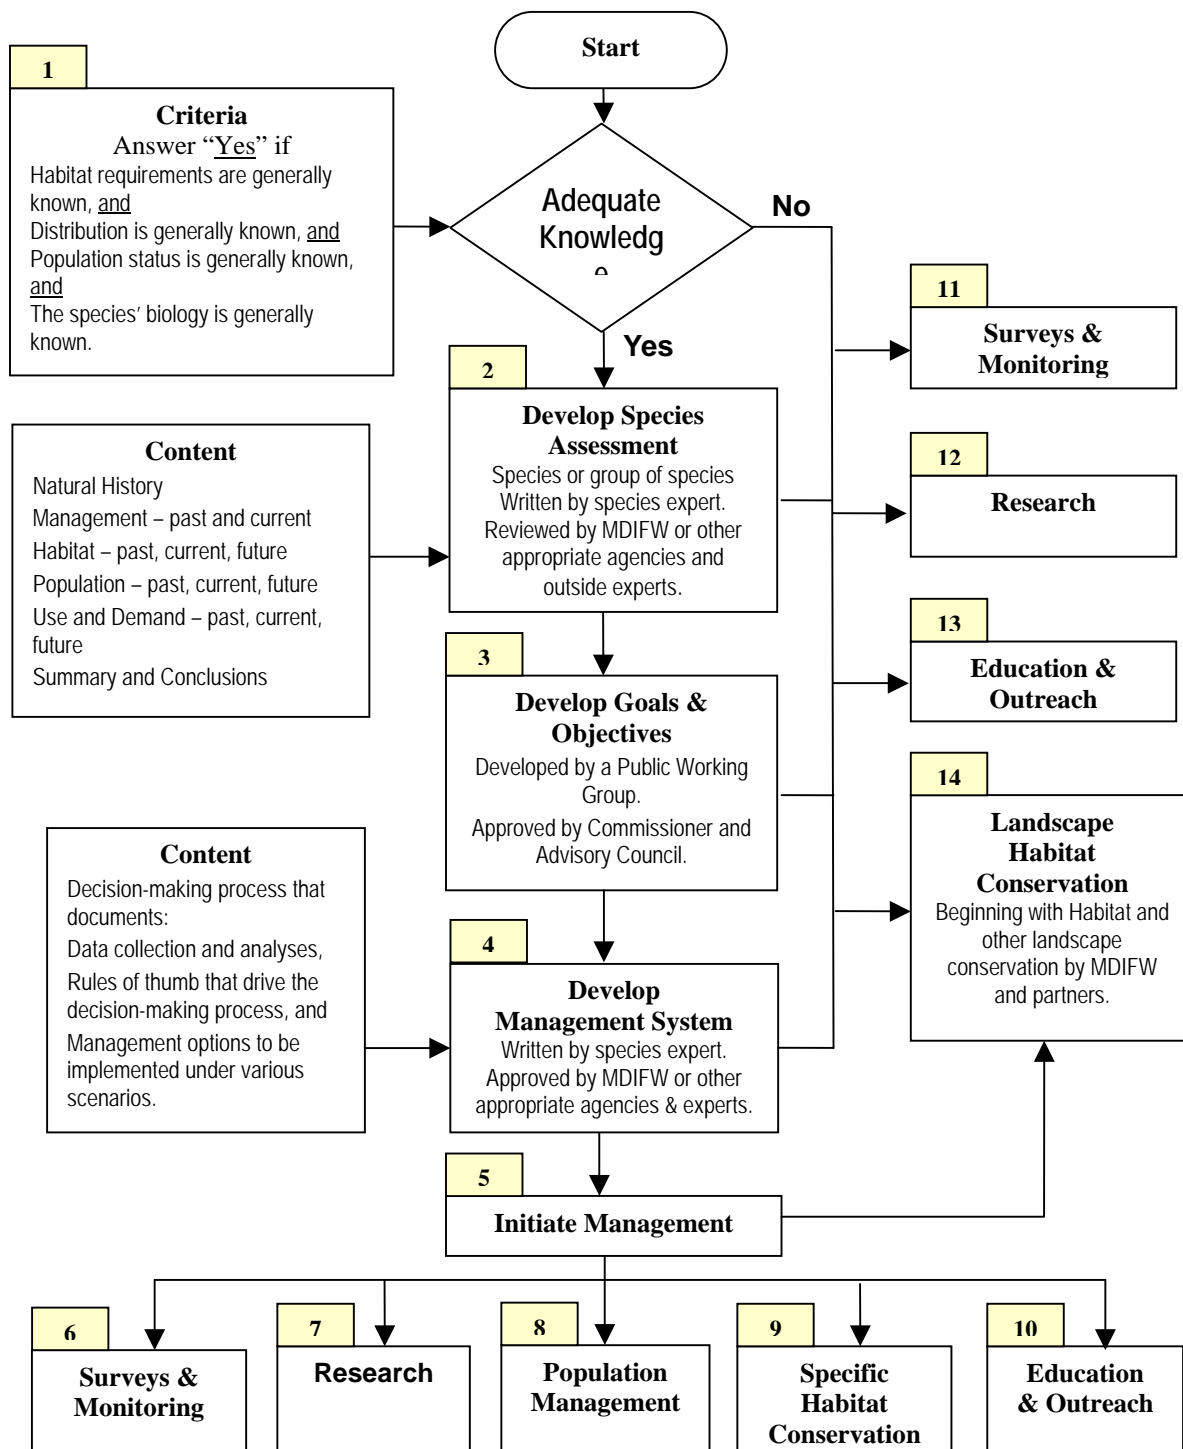 Start
1
Criteria
Answer “Yes” if
Habitat requirements are generally
known, and
Distribution is generally known, and
Population status is generally known,
and
The species’ biology is generally
known.
Adequate
Knowledg
No
Yes
2
Develop Species
Assessment
Species or group of species
Written by species expert.
Reviewed by MDIFW or other
appropriate agencies and
outside experts.
Content
Natural History
Management – past and current
Habitat – past, current, future
Population – past, current, future
Use and Demand – past, current,
future
Summary and Conclusions
3
Develop Goals &
Objectives
Developed by a Public Working
Group.
Approved by Commissioner and
Advisory Council.
Content
Decision-making process that
documents:
Data collection and analyses,
Rules of thumb that drive the
decision-making process, and
Management options to be
implemented under various
scenarios.
4
Develop
Management System
Written by species expert.
Approved by MDIFW or other
appropriate agencies & experts.
5
Initiate Management
11
Surveys &
Monitoring
12
Research
13
Education &
Outreach
14
Landscape
Habitat
Conservation
Beginning with Habitat and
other landscape
conservation by MDIFW
and partners.
6
Surveys &
Monitoring
7
Research
8
Population
Management
9
Specific
Habitat
Conservation
10
Education
& Outreach